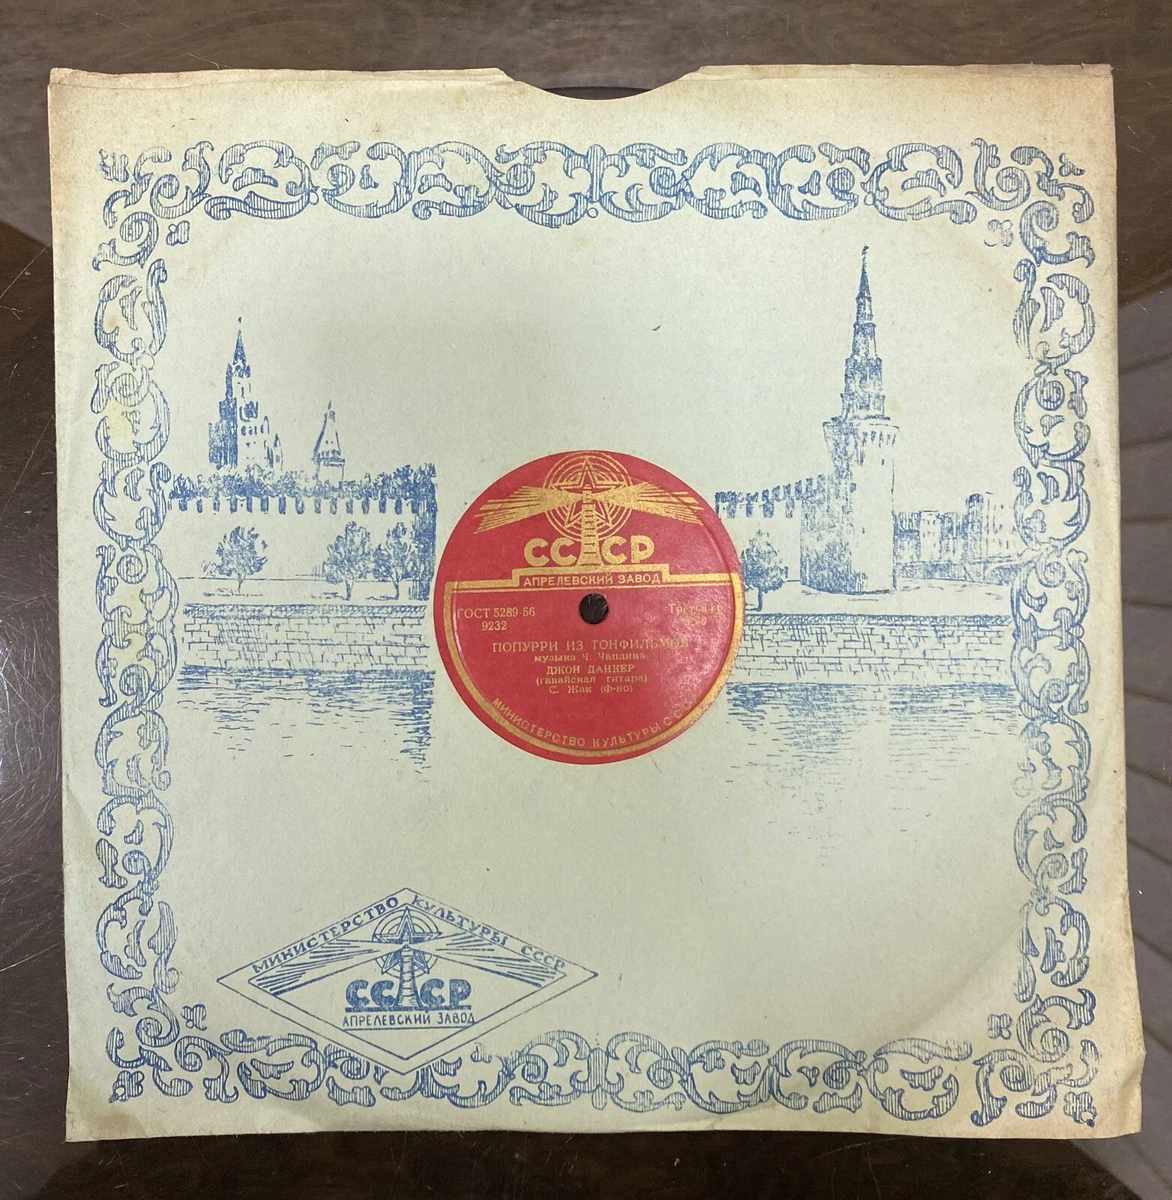 СССР
АПРЕЛЕВСКИЙ ЗАВОД
ГОСТ 5289-56
9232
ПОПУРРИ ИЗ ТОНФИЛЬМОВ
музыка Ч. Чаплина
ДЖОН ДАНКЕР
(гавайская гитара)
С. Жак (ф-но)
МИНИСТЕРСТВО КУЛЬТУРЫ СССР
МИНИСТЕРСТВО КУЛЬТУРЫ СССР
СССР
АПРЕЛЕВСКИЙ ЗАВОД